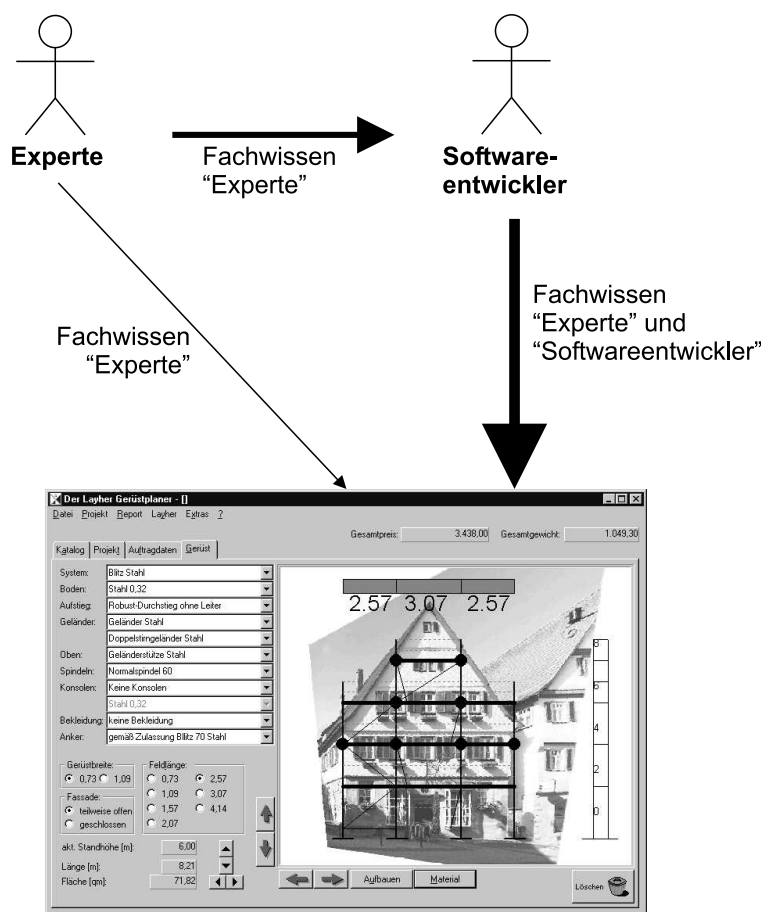 Experte
Fachwissen
“Experte”
Software-
entwickler
Fachwissen
“Experte”
Fachwissen
“Experte” und
“Softwareentwickler”
Der Layher Gerüstplaner - []
Datei Projekt Report Layher Extras ?
Gesamtpreis: 3.438,00 Gesamtgewicht: 1.049,30
Katalog Projekt Auftragdaten Gerüst
System: Blitz Stahl
Boden: Stahl 0,32
Aufstieg: Robust-Durchstieg ohne Leiter
Geländer: Geländer Stahl
Doppelstirngeländer Stahl
Oben: Geländerstütze Stahl
Spindeln: Normalspindel 60
Konsolen: Keine Konsolen
Stahl 0,32
Bekleidung: keine Bekleidung
Anker: gemäß Zulassung Bllitz 70 Stahl
Gerüstbreite:
0,73 1,09
Feldlänge:
0,73 2,57
1,09 3,07
1,57 4,14
2,07
Fassade:
teilweise offen
geschlossen
akt. Standhöhe [m]: 6,00
Länge [m]: 8,21
Fläche [qm]: 71,82
2.57 3.07 2.57
8
6
4
2
0
Aufbauen Material
Löschen